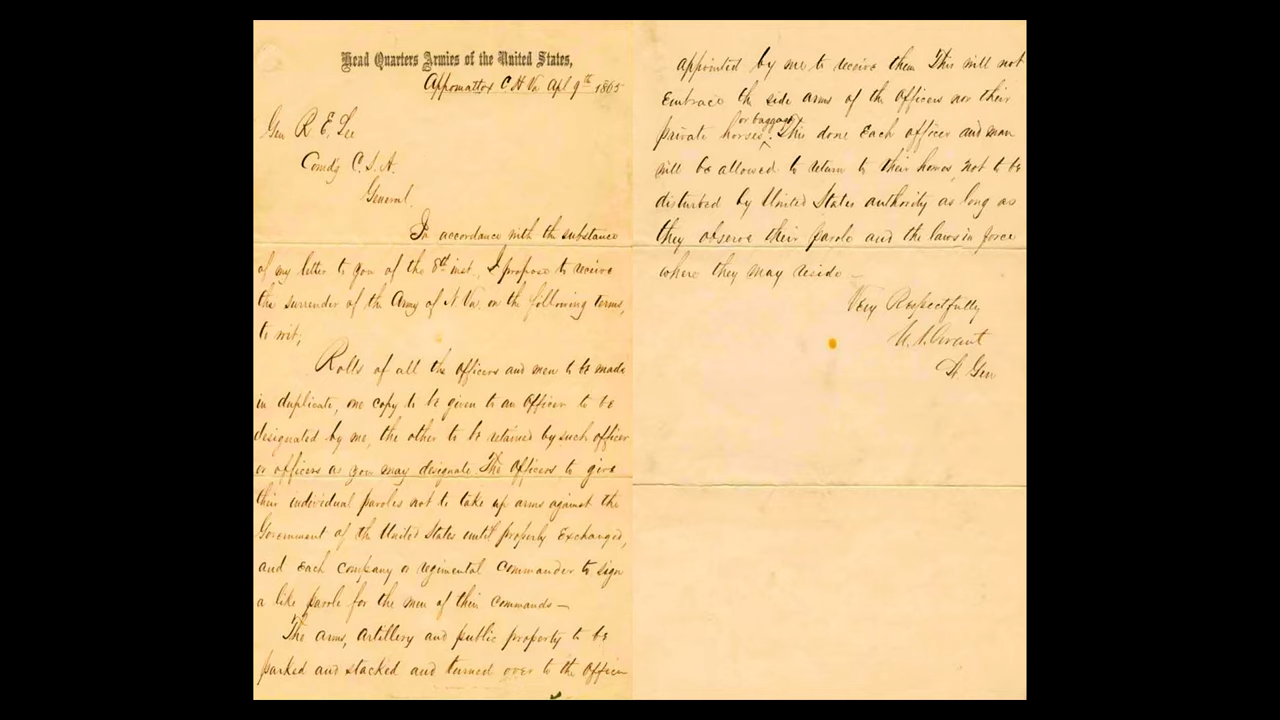 Head Quarters Armies of the United States,
Appomattox C. H. Va. Apl 9th 1865
Gen R. E. Lee
Comd'g C. S. A.
General,
In accordance with the substance
of my letter to you of the 8th inst., I propose to receive
the surrender of the Army of N. Va. on the following terms,
to wit;
Rolls of all the officers and men to be made
in duplicate, one copy to be given to an Officer to be
designated by me, the other to be retained by such officer
or officers as you may designate. The Officers to give
their individual paroles not to take up arms against the
Government of the United States until properly Exchanged,
and Each company or regimental Commander to sign
a like parole for the men of their commands—
The arms, Artillery and public property to be
parked and stacked and turned over to the Officer
appointed by me to receive them This will not
Embrace the side arms of the Officers nor their
or baggage
private horses. This done Each officer and man
will be allowed to return to their homes, not to be
disturbed by United States authority as long as
they observe their parole and the laws in force
where they may reside—
Very Respectfully
U. S. Grant
Lt. Gen